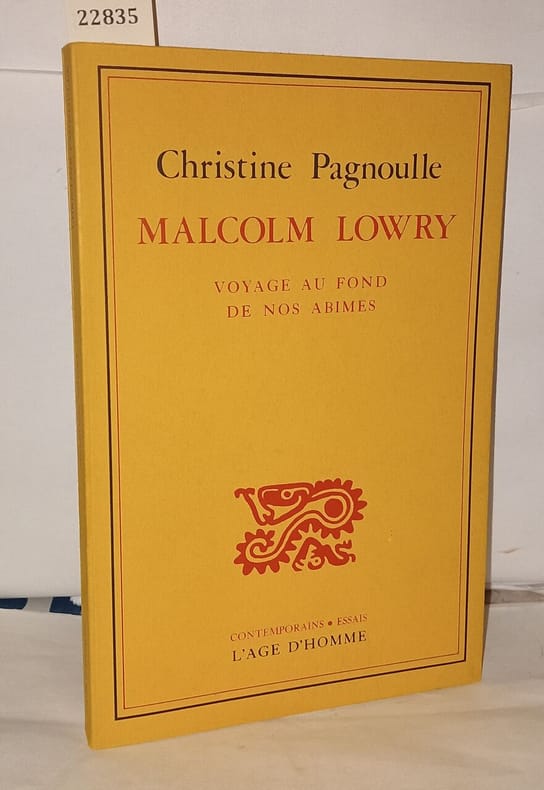 22835
Christine Pagnoulle
MALCOLM LOWRY
VOYAGE AU FOND
DE NOS ABIMES
CONTEMPORAINS • ESSAIS
L'AGE D'HOMME